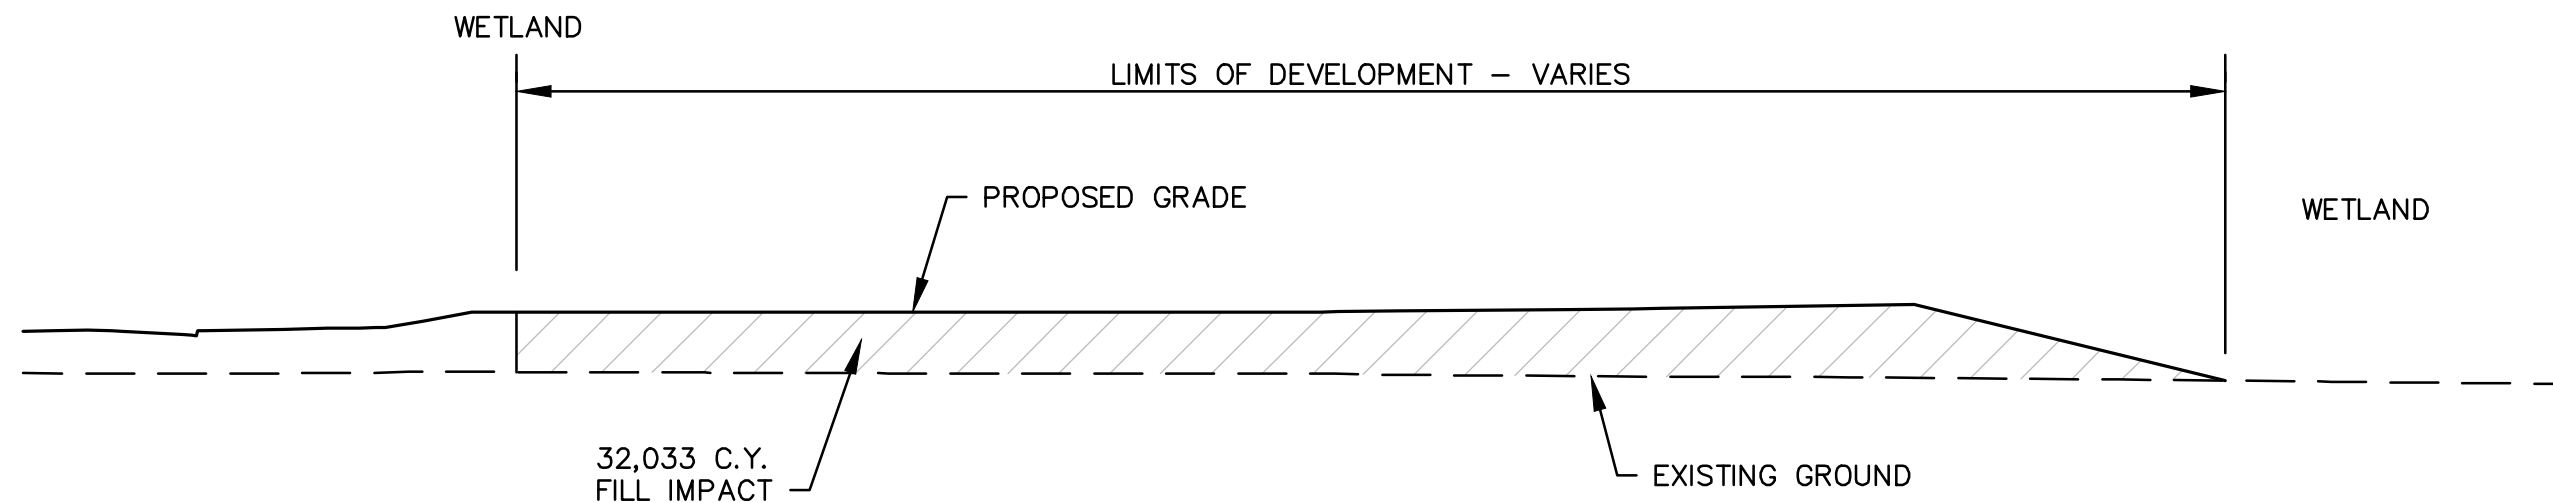 WETLAND
LIMITS OF DEVELOPMENT - VARIES
PROPOSED GRADE
WETLAND
32,033 C.Y.
FILL IMPACT
EXISTING GROUND